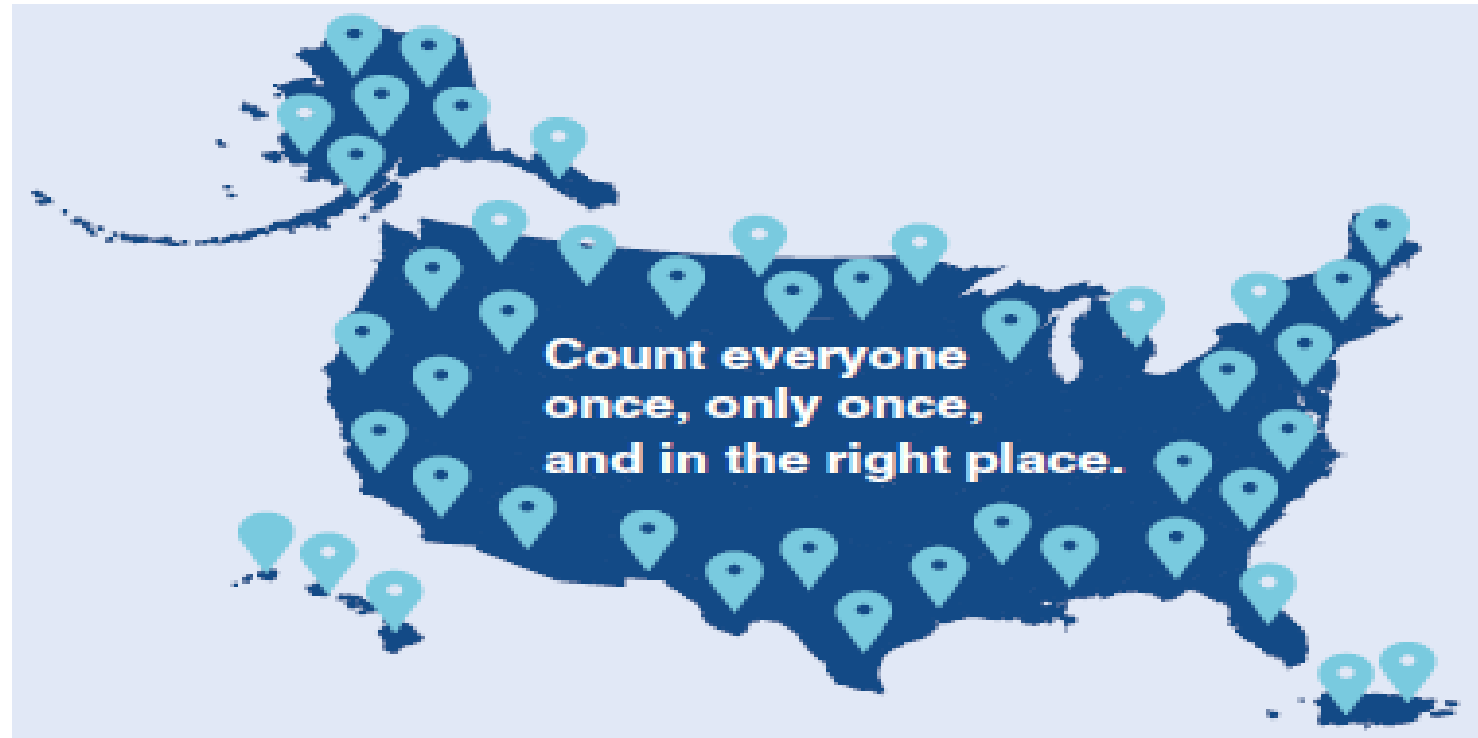 Count everyone
once, only once,
and in the right place.